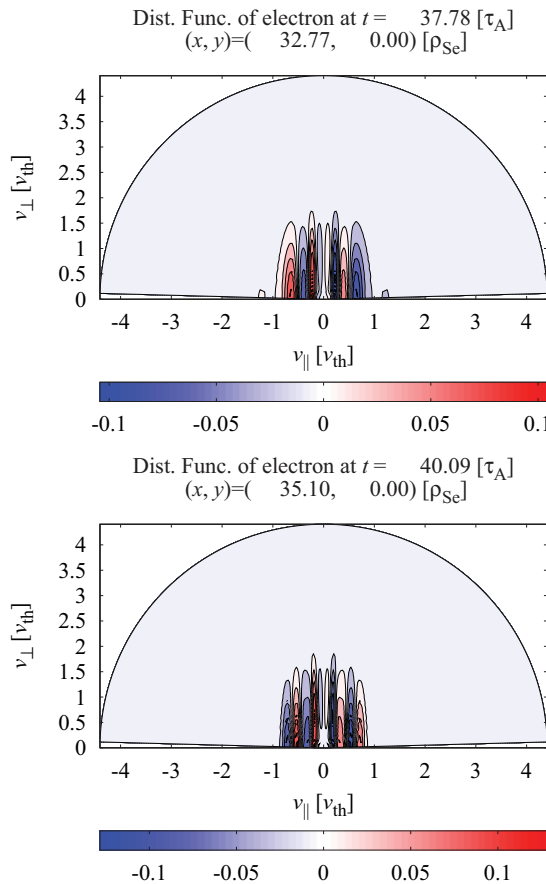 Dist. Func. of electron at t = 37.78 [τA]
(x, y)=( 32.77, 0.00) [ρSe]
4
3.5
3
2.5
2
1.5
1
0.5
0
v⊥ [vth]
-4 -3 -2 -1 0 1 2 3 4
v|| [vth]
-0.1 -0.05 0 0.05 0.1
Dist. Func. of electron at t = 40.09 [τA]
(x, y)=( 35.10, 0.00) [ρSe]
4
3.5
3
2.5
2
1.5
1
0.5
0
v⊥ [vth]
-4 -3 -2 -1 0 1 2 3 4
v|| [vth]
-0.1 -0.05 0 0.05 0.1